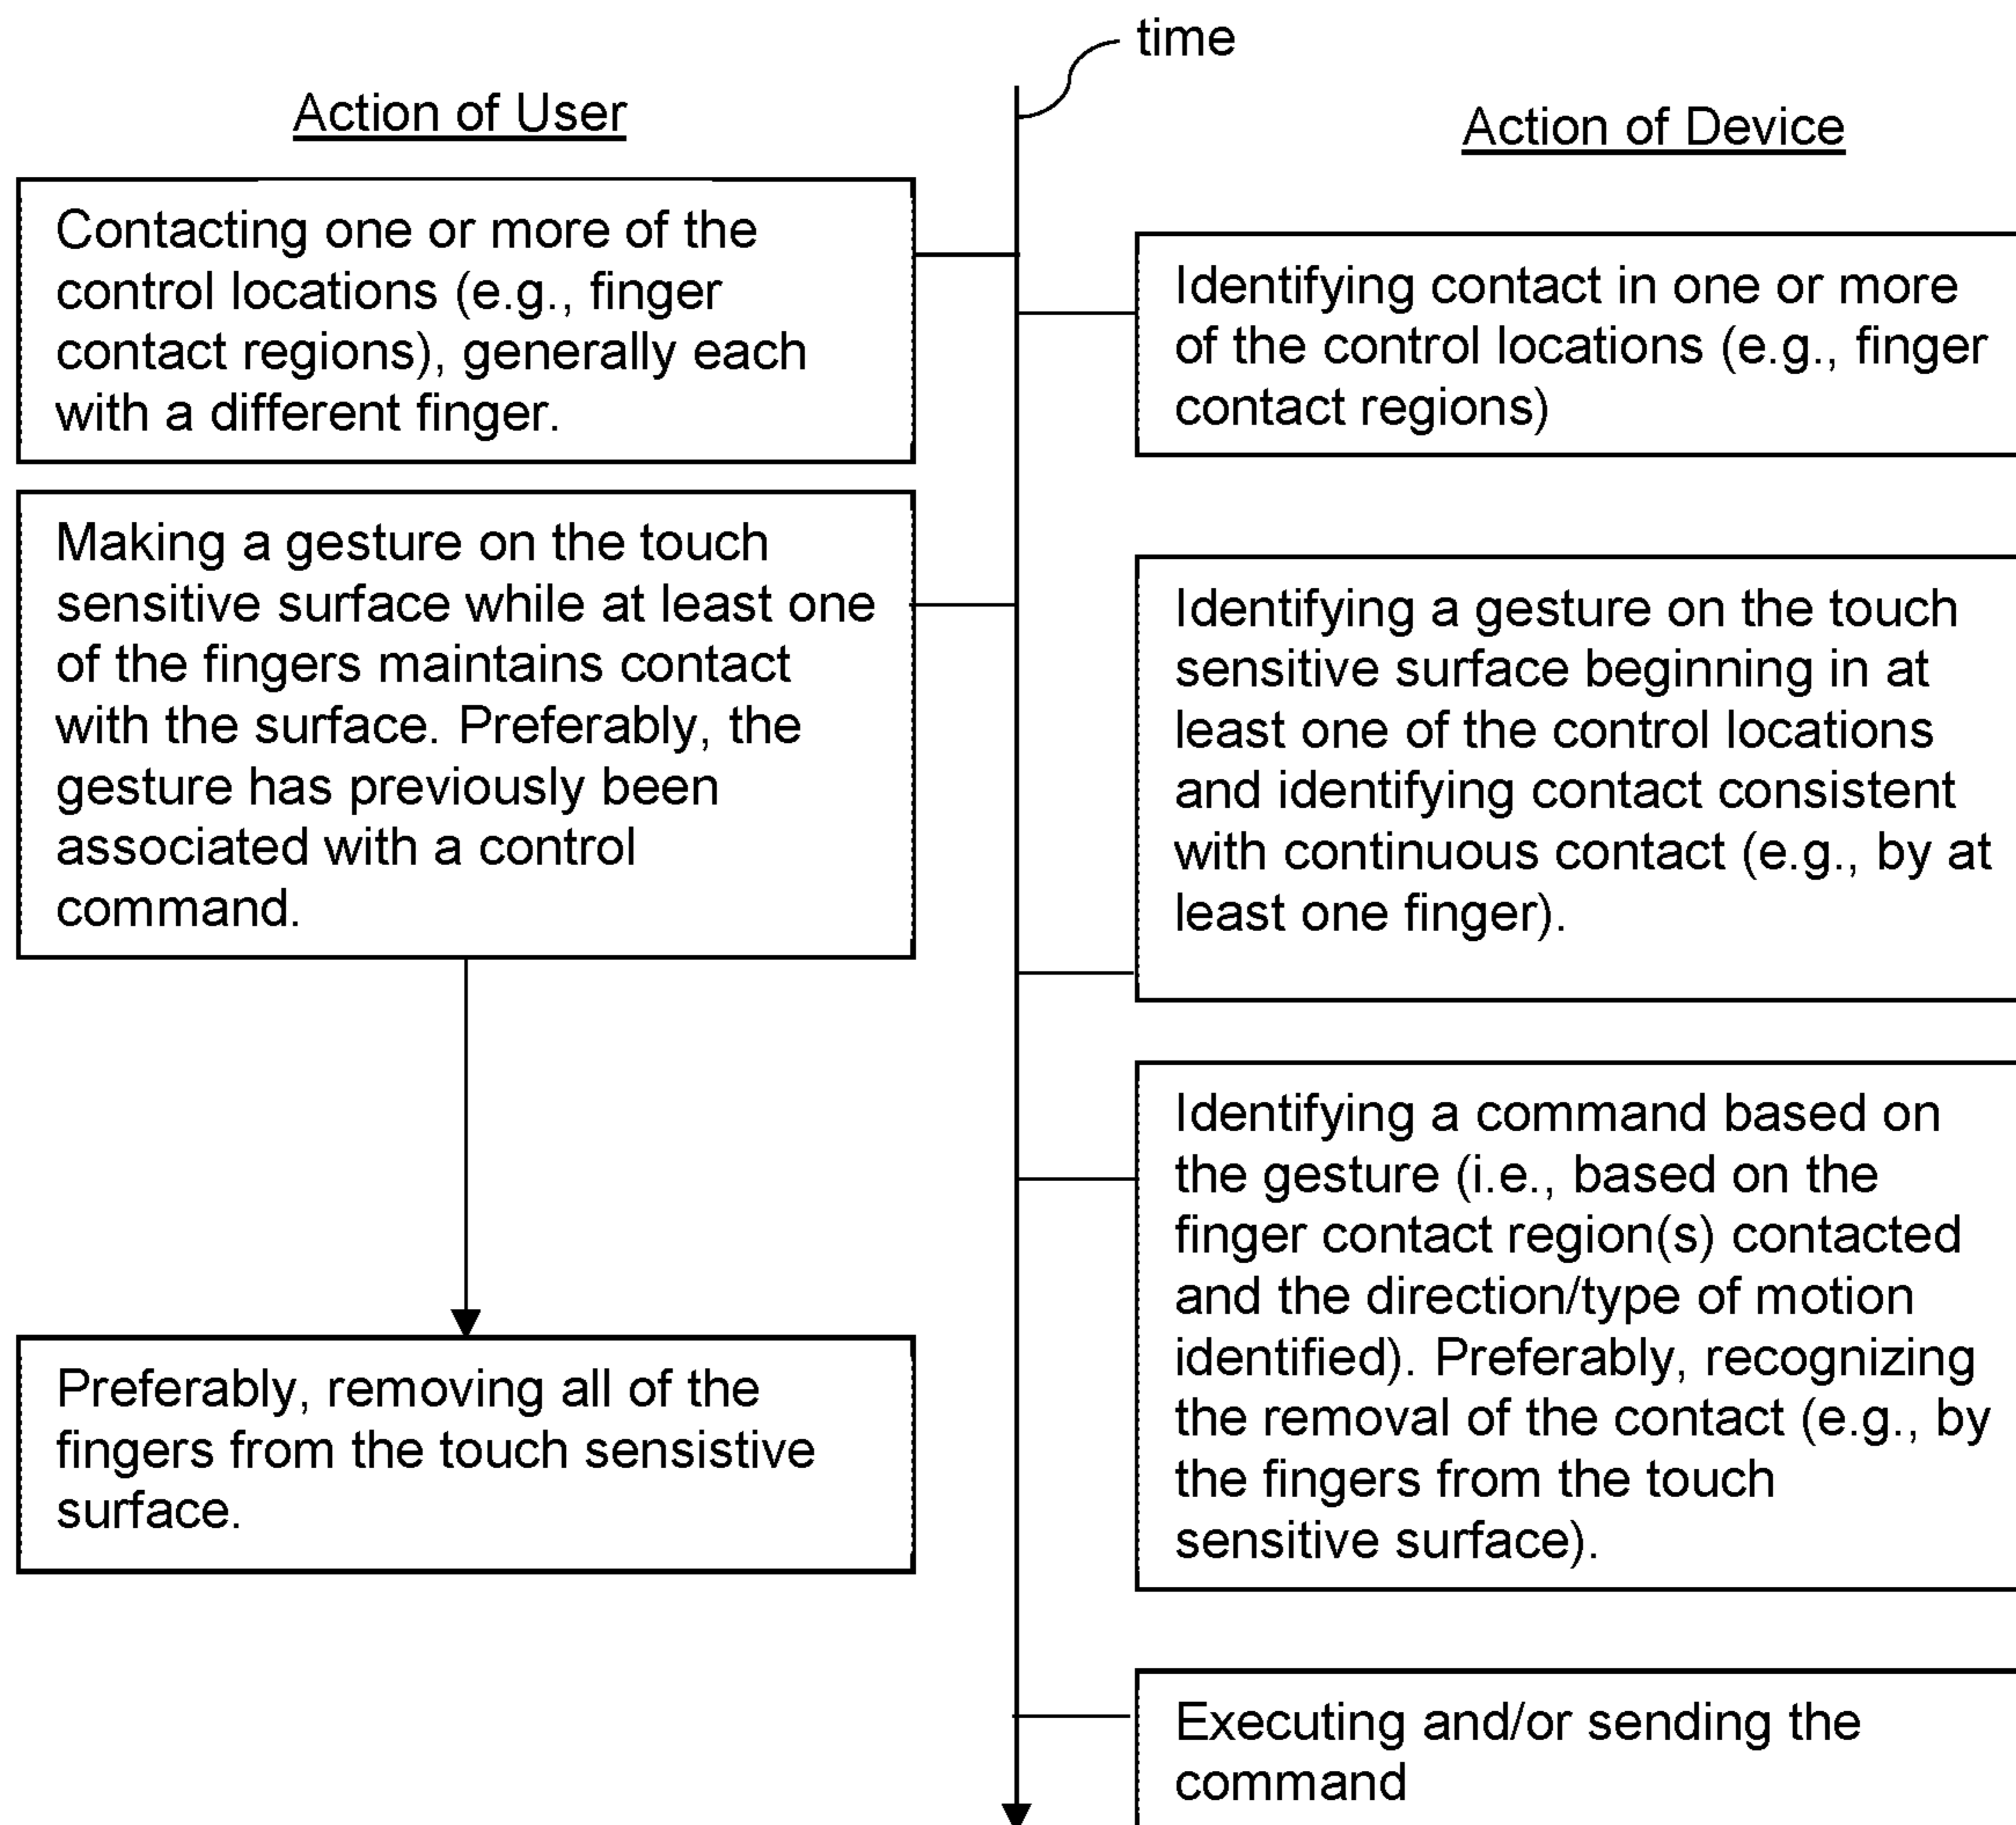 time
Action of User
Action of Device
Contacting one or more of the
control locations (e.g., finger
contact regions), generally each
with a different finger.
Identifying contact in one or more
of the control locations (e.g., finger
contact regions)
Making a gesture on the touch
sensitive surface while at least one
of the fingers maintains contact
with the surface. Preferably, the
gesture has previously been
associated with a control
command.
Identifying a gesture on the touch
sensitive surface beginning in at
least one of the control locations
and identifying contact consistent
with continuous contact (e.g., by at
least one finger).
Identifying a command based on
the gesture (i.e., based on the
finger contact region(s) contacted
and the direction/type of motion
identified). Preferably, recognizing
the removal of the contact (e.g., by
the fingers from the touch
sensitive surface).
Preferably, removing all of the
fingers from the touch sensistive
surface.
Executing and/or sending the
command